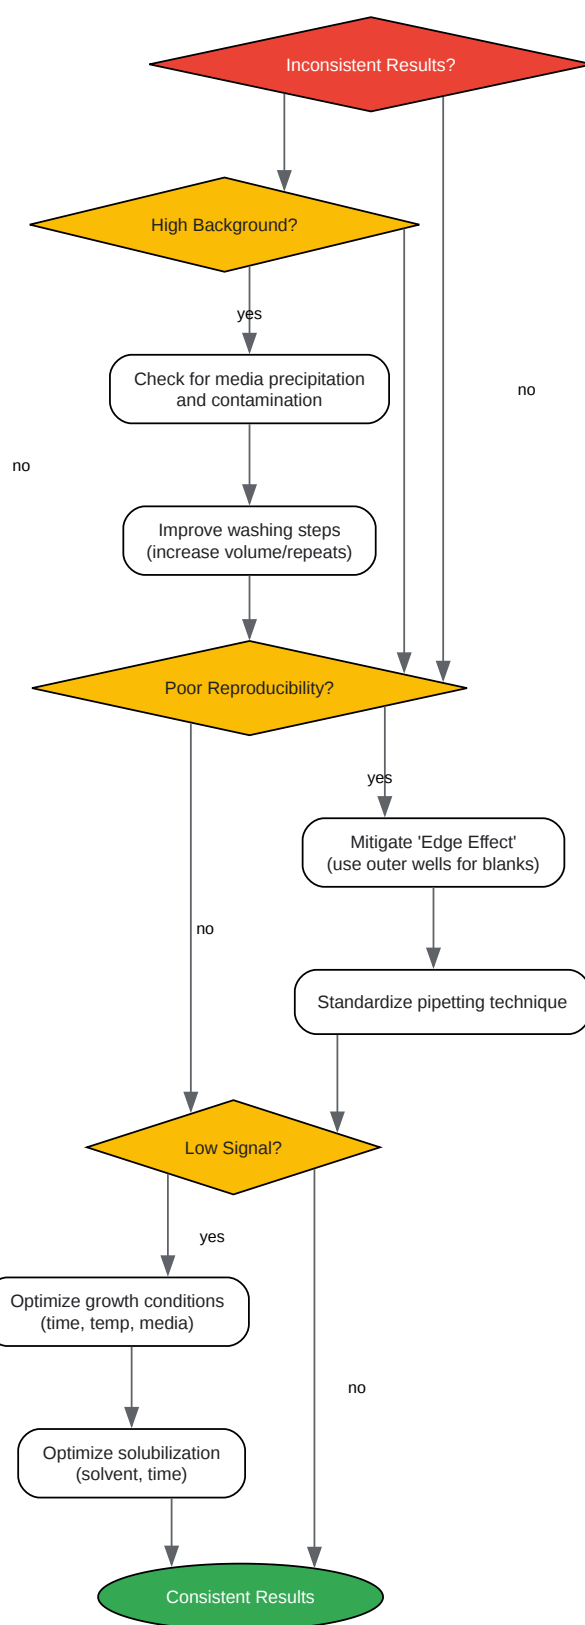 Inconsistent Results?
High Background?
yes
Check for media precipitation
and contamination
no
no
Improve washing steps
(increase volume/repeats)
Poor Reproducibility?
yes
Mitigate 'Edge Effect'
(use outer wells for blanks)
no
Standardize pipetting technique
Low Signal?
yes
Optimize growth conditions
(time, temp, media)
no
Optimize solubilization
(solvent, time)
Consistent Results